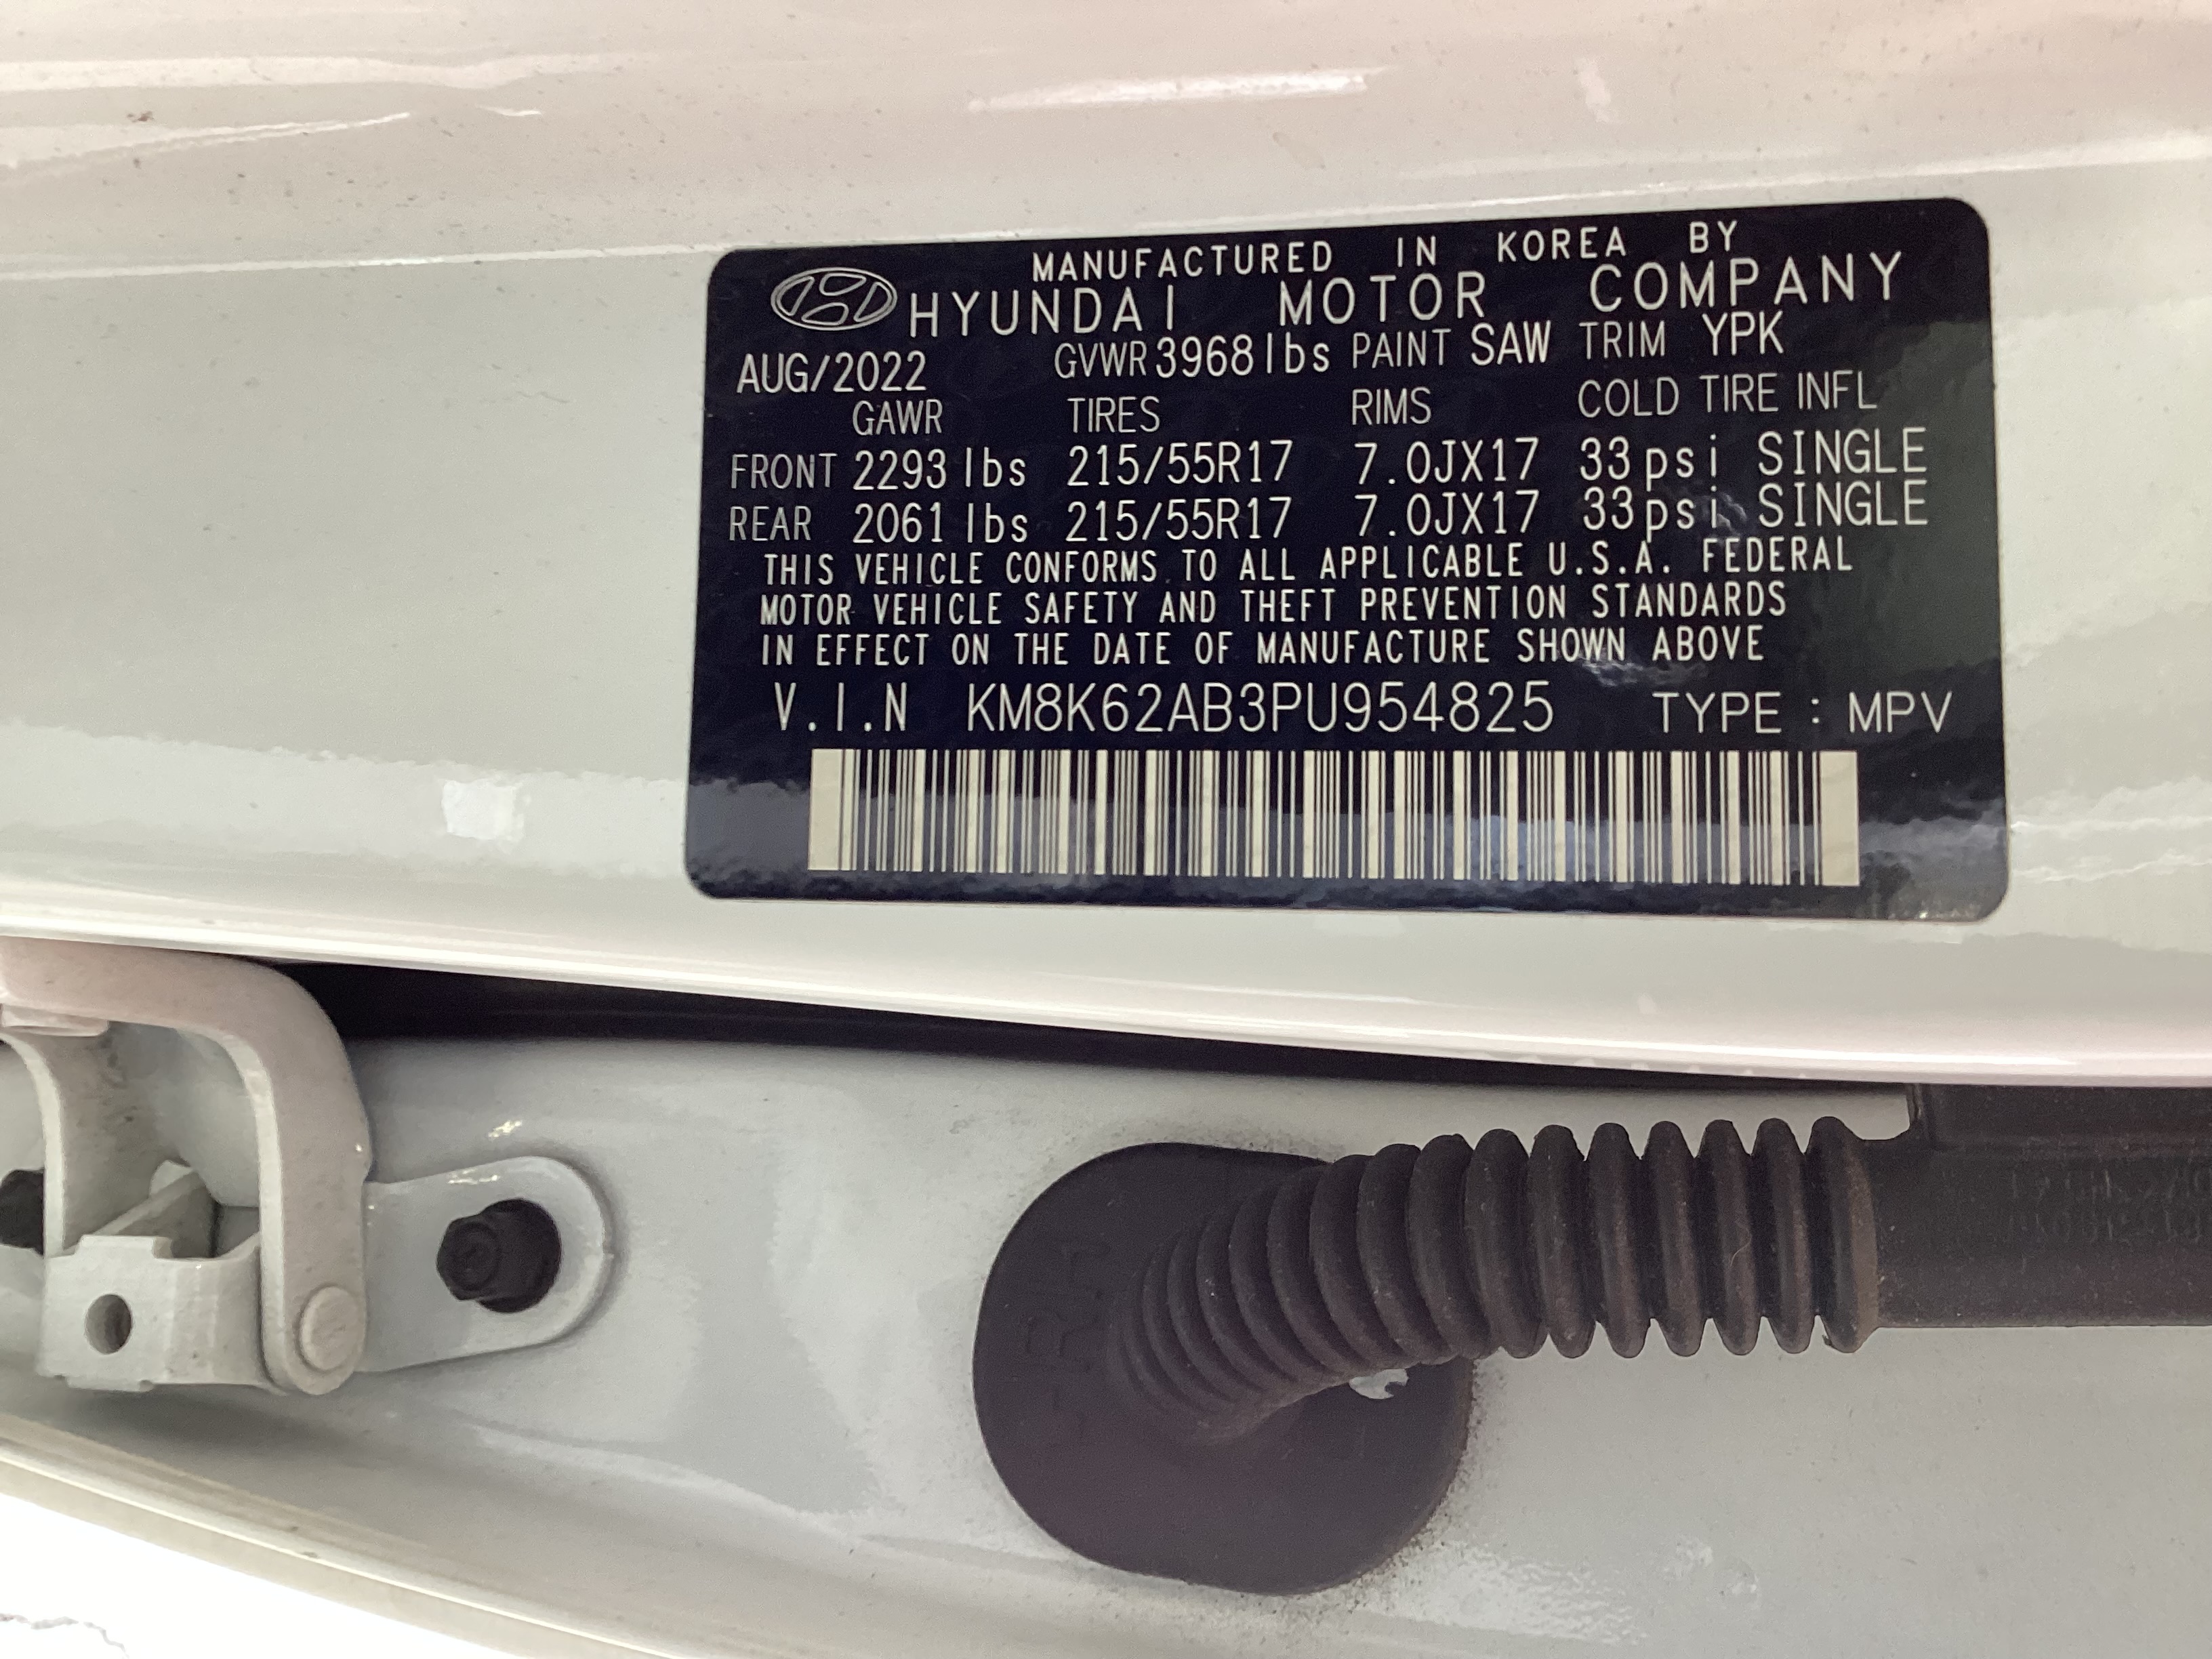 MANUFACTURED IN KOREA BY
HYUNDAI MOTOR COMPANY
AUG/2022 GVWR 3968 lbs PAINT SAW TRIM YPK
GAWR TIRES RIMS COLD TIRE INFL
FRONT 2293 lbs 215/55R17 7.0JX17 33psi SINGLE
REAR 2061 lbs 215/55R17 7.0JX17 33psi SINGLE
THIS VEHICLE CONFORMS TO ALL APPLICABLE U.S.A. FEDERAL
MOTOR VEHICLE SAFETY AND THEFT PREVENTION STANDARDS
IN EFFECT ON THE DATE OF MANUFACTURE SHOWN ABOVE
V.I.N KM8K62AB3PU954825 TYPE : MPV